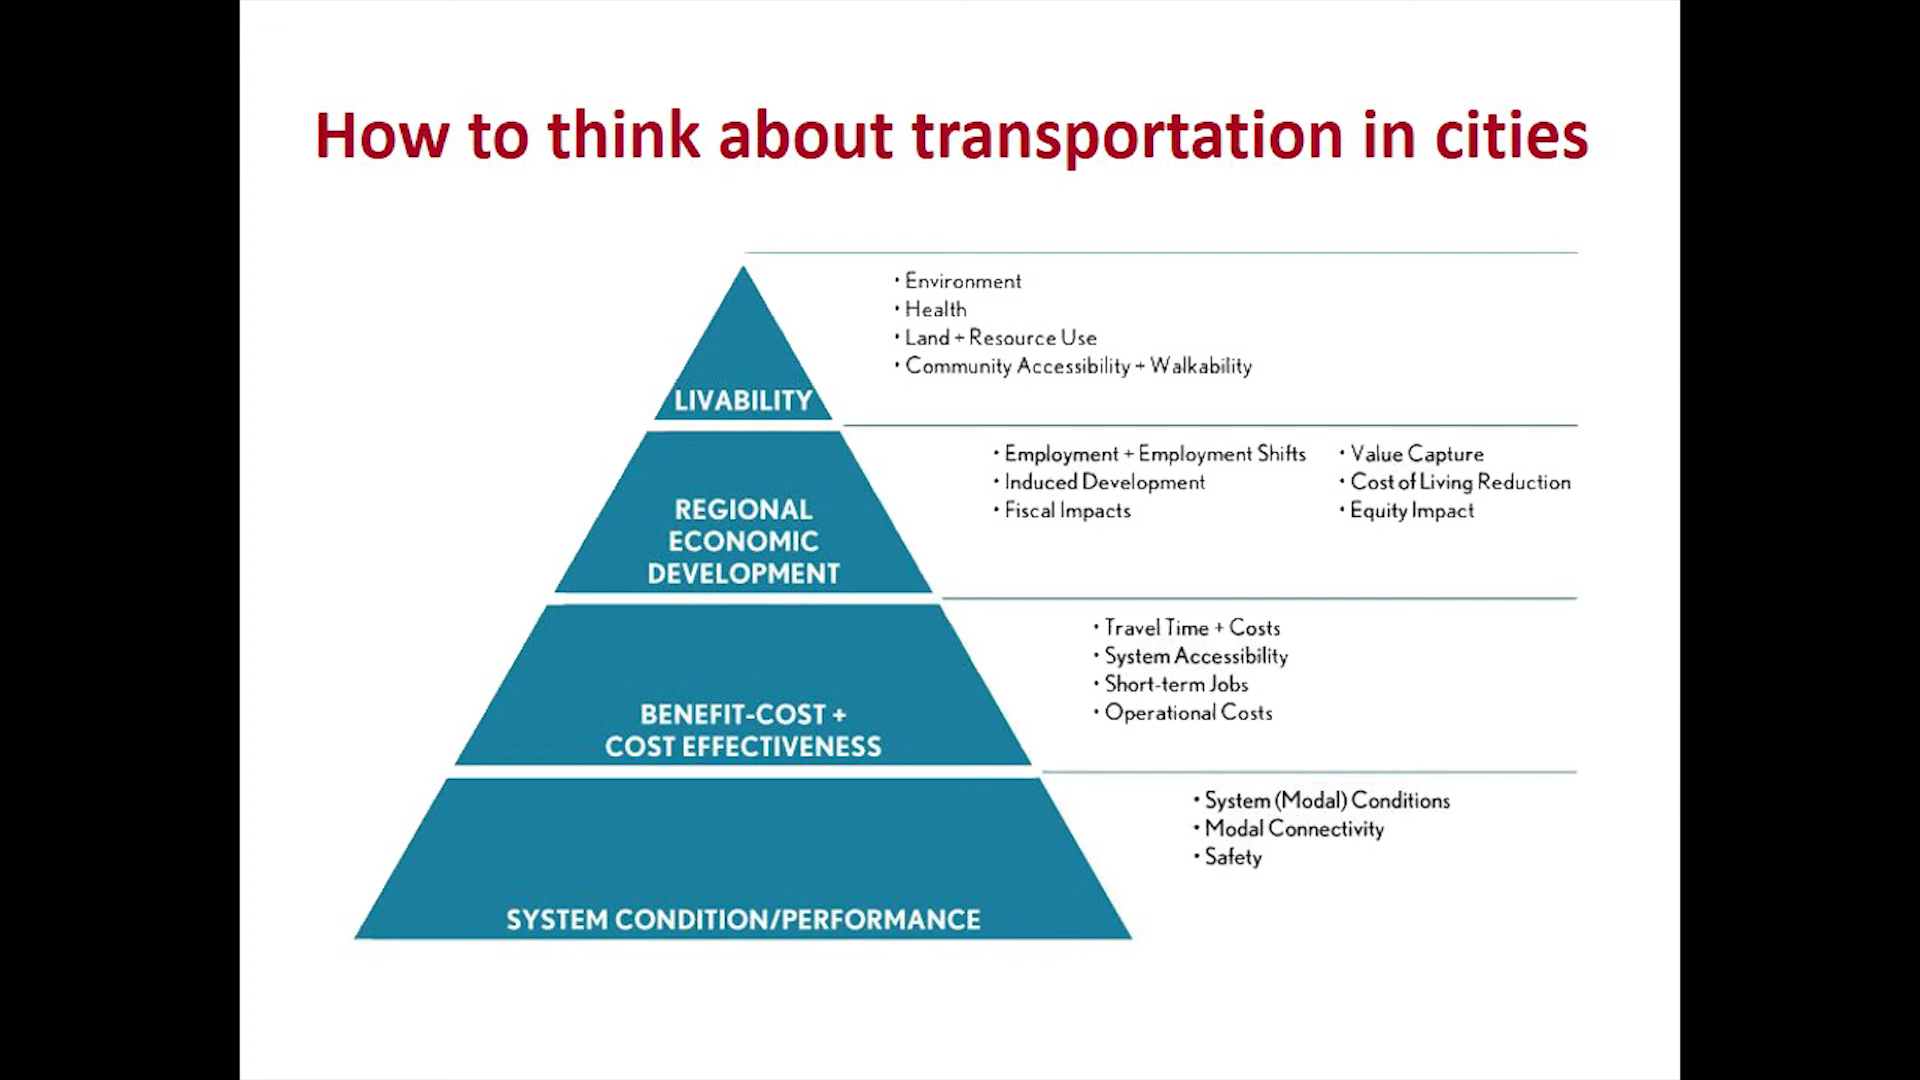 How to think about transportation in cities
• Environment
• Health
• Land + Resource Use
• Community Accessibility + Walkability
LIVABILITY
• Employment + Employment Shifts
• Induced Development
• Fiscal Impacts
• Value Capture
• Cost of Living Reduction
• Equity Impact
REGIONAL
ECONOMIC
DEVELOPMENT
• Travel Time + Costs
• System Accessibility
• Short-term Jobs
• Operational Costs
BENEFIT-COST +
COST EFFECTIVENESS
• System (Modal) Conditions
• Modal Connectivity
• Safety
SYSTEM CONDITION/PERFORMANCE